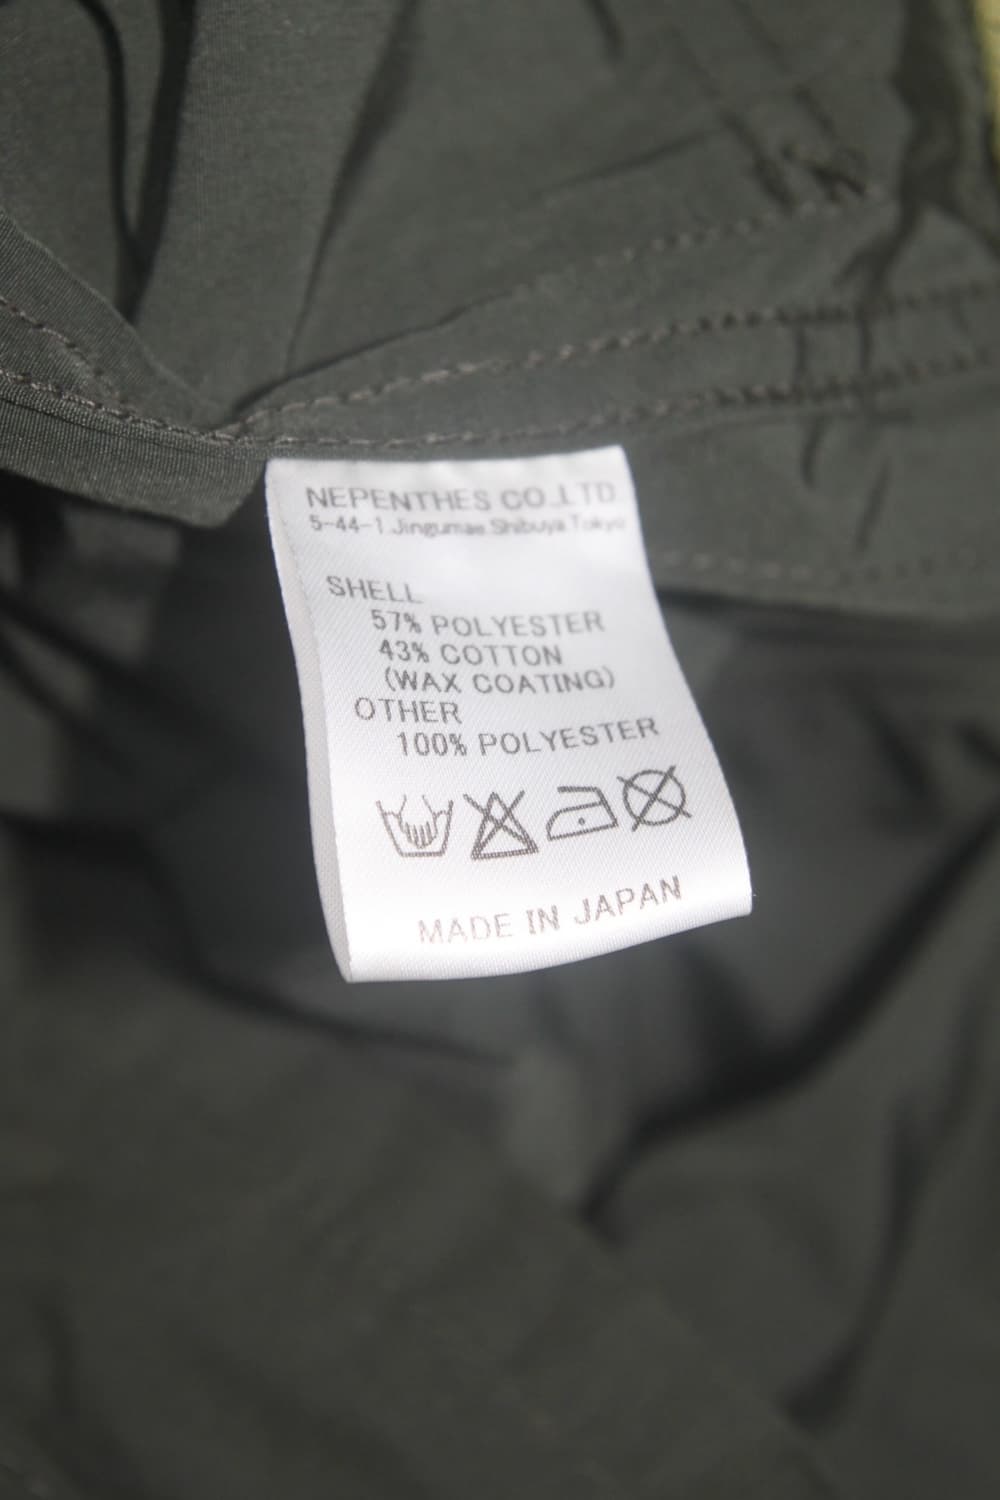 NEPENTHES CO.,LTD
5-44-1 Jingumae Shibuya Tokyo
SHELL
57% POLYESTER
43% COTTON
(WAX COATING)
OTHER
100% POLYESTER
MADE IN JAPAN